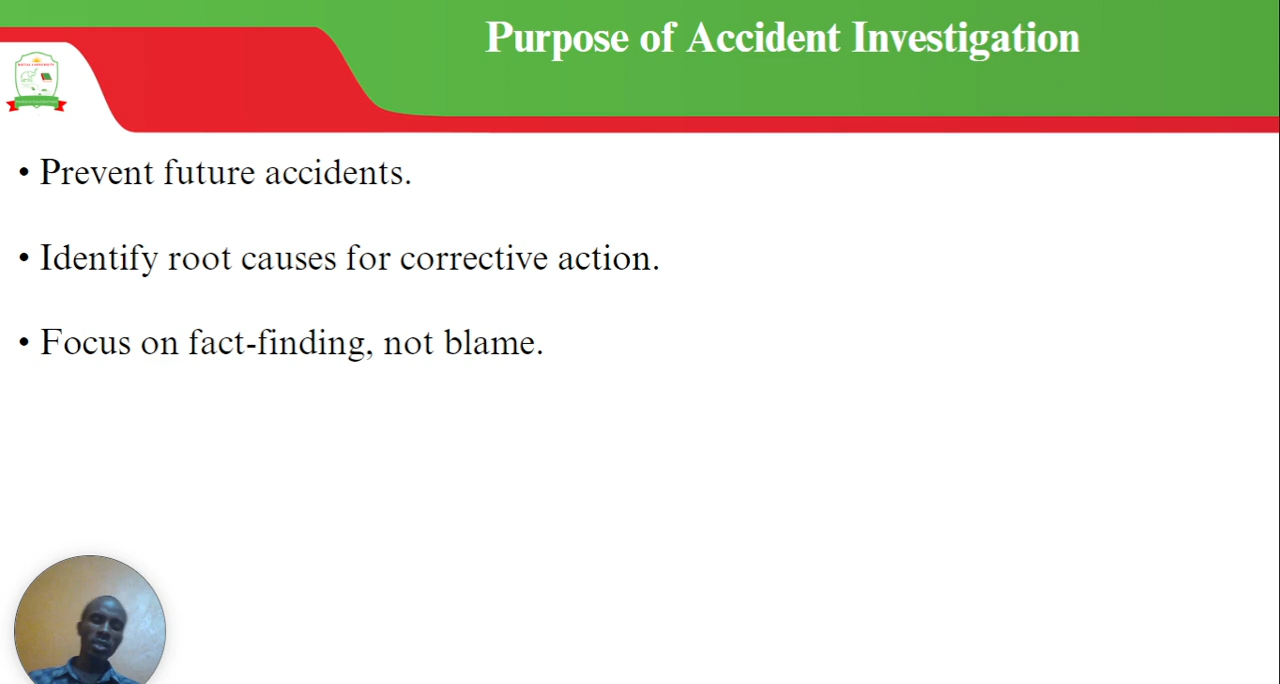 Purpose of Accident Investigation
• Prevent future accidents.
• Identify root causes for corrective action.
• Focus on fact-finding, not blame.